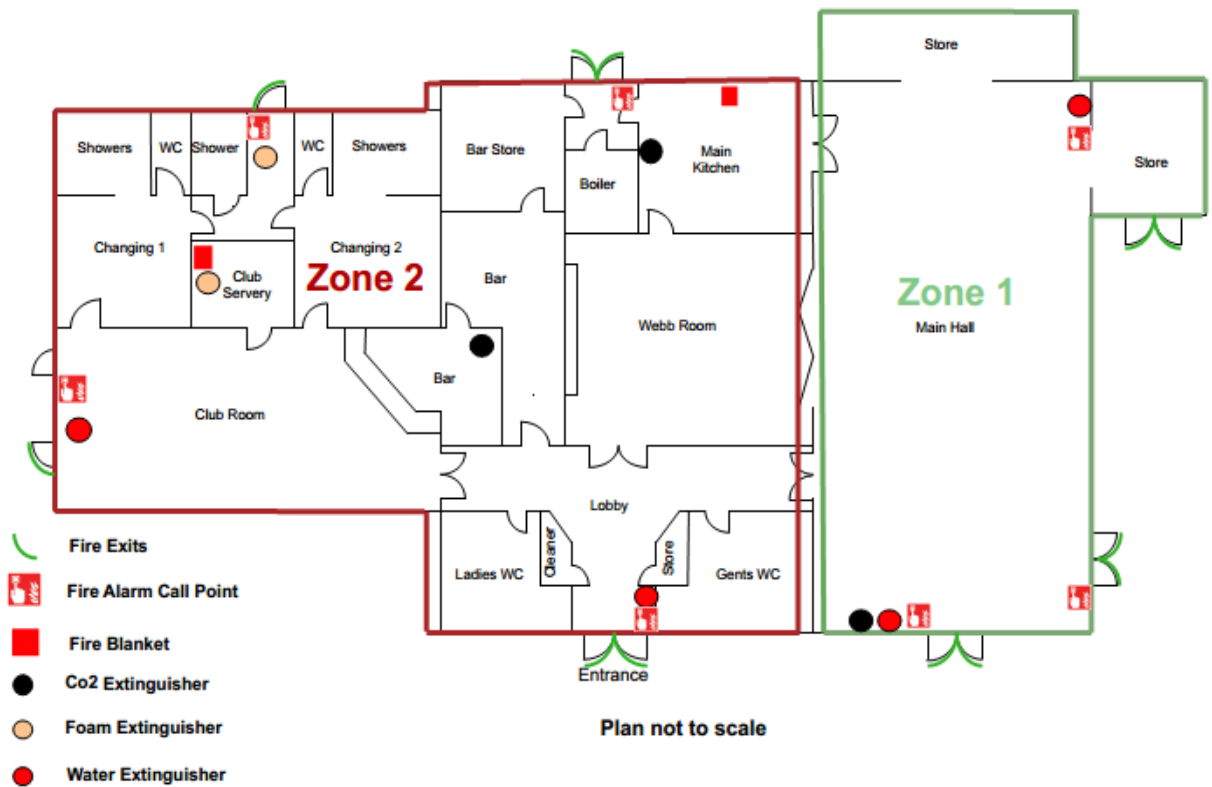 Store
Showers
WC
Shower
WC
Showers
Bar Store
Main
Kitchen
Store
Boiler
Changing 1
Changing 2
Club
Servery
Zone 2
Bar
Webb Room
Zone 1
Main Hall
Bar
Club Room
Lobby
Cleaner
Store
Ladies WC
Gents WC
Entrance
Fire Exits
Fire Alarm Call Point
Fire Blanket
Co2 Extinguisher
Foam Extinguisher
Water Extinguisher
Plan not to scale